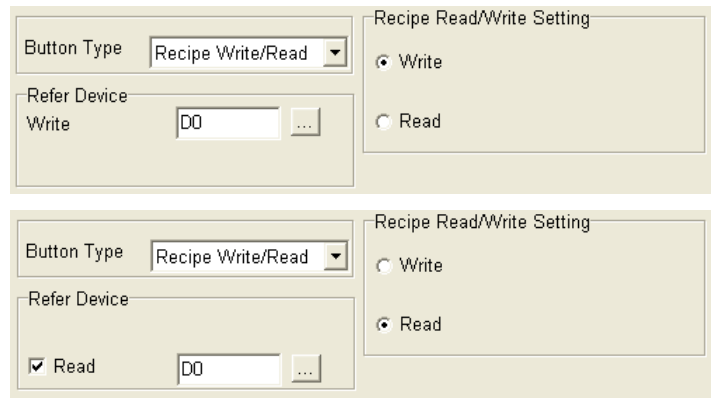 Recipe Read/Write Setting
Button Type Recipe Write/Read
Write
Refer Device
Write D0 ...
Read
Recipe Read/Write Setting
Button Type Recipe Write/Read
Write
Refer Device
Read
Read D0 ...